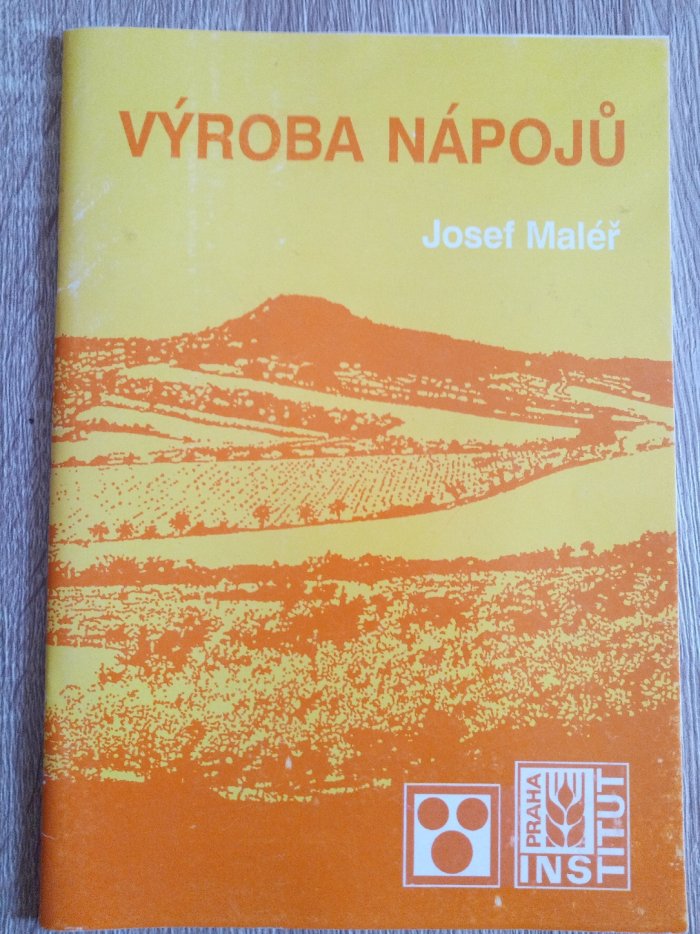 VÝROBA NÁPOJŮ
Josef Maléř
PRAHA
INSTITUT